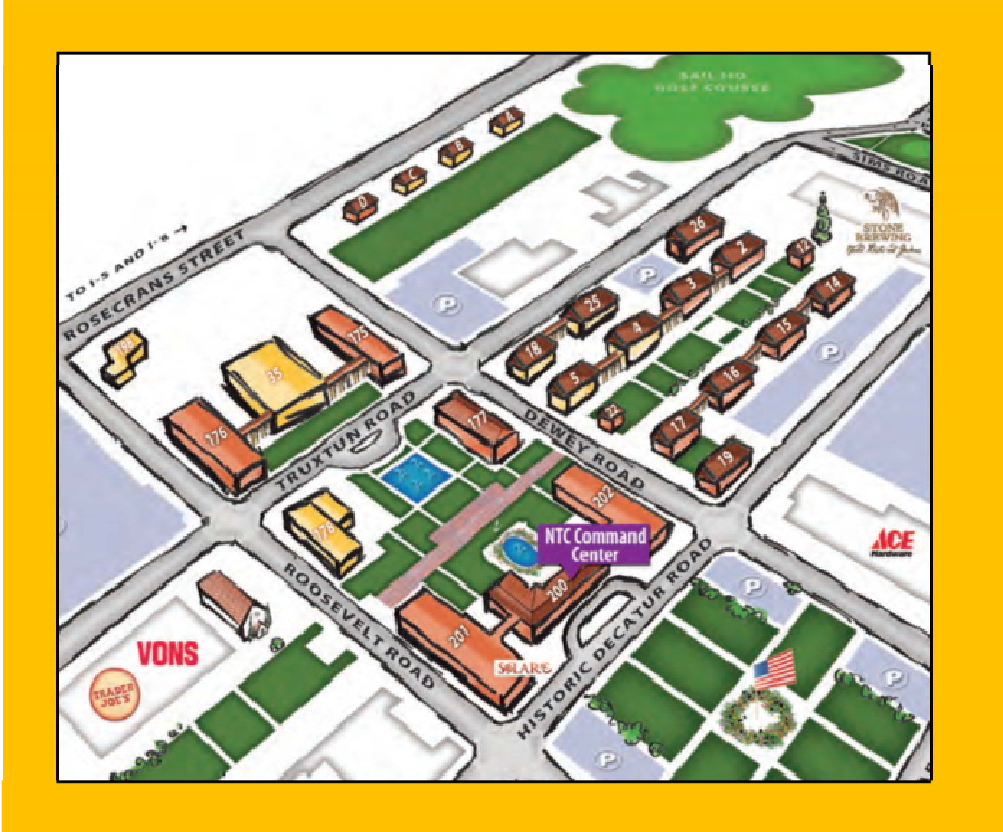 SAIL HO
GOLF COURSE
A
B
C
D
SIMS ROAD
STONE
BREWING
TO I-5 AND I-8
ROSECRANS STREET
P
P
P
26
2
12
3
14
25
4
15
18
5
16
22
17
19
175
35
176
TRUXTUN ROAD
177
DEWEY ROAD
202
178
NTC Command
Center
200
201
SOLARE
ROOSEVELT ROAD
HISTORIC DECATUR ROAD
ACE
Hardware
VONS
TRADER
JOE'S
P
P
P